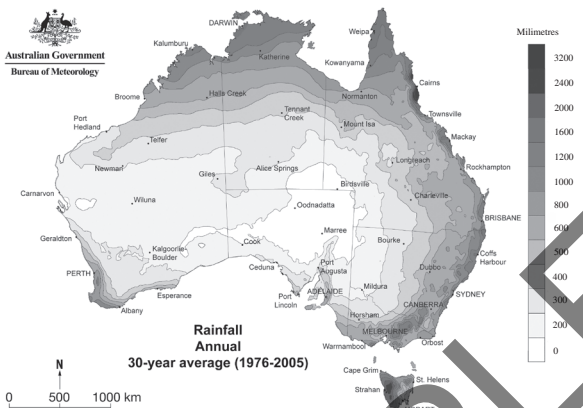 Australian Government
Bureau of Meteorology
DARWIN
Kalumburu
Katherine
Weipa
Kowanyama
Cairns
Broome
Halls Creek
Normanton
Tennant
Creek
Townsville
Port
Hedland
Telfer
Mount Isa
Mackay
Newman
Giles
Alice Springs
Longreach
Rockhampton
Carnarvon
Wiluna
Birdsville
Charleville
Oodnadatta
BRISBANE
Geraldton
Kalgoorlie-
Boulder
Cook
Marree
Bourke
Coffs
Harbour
PERTH
Ceduna
Port
Augusta
Dubbo
Esperance
Port
Lincoln
ADELAIDE
Mildura
SYDNEY
Albany
CANBERRA
Horsham
MELBOURNE
Warrnambool
Orbost
Cape Grim
St. Helens
Strahan
Rainfall
Annual
30-year average (1976-2005)
N
0 500 1000 km
Milimetres
3200
2400
2000
1600
1200
1000
800
600
500
400
300
200
0